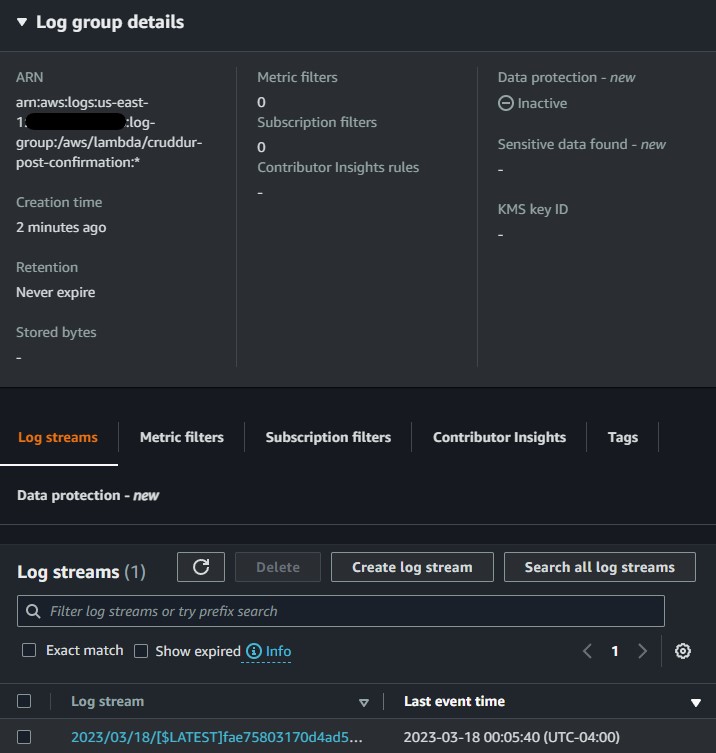 Log group details
ARN
arn:aws:logs:us-east-
1: :log-
group:/aws/lambda/cruddur-
post-confirmation:*
Creation time
2 minutes ago
Retention
Never expire
Stored bytes
-
Metric filters
0
Subscription filters
0
Contributor Insights rules
-
Data protection - new
Inactive
Sensitive data found - new
-
KMS key ID
-
Log streams
Metric filters
Subscription filters
Contributor Insights
Tags
Data protection - new
Log streams (1)
Delete
Create log stream
Search all log streams
Filter log streams or try prefix search
Exact match
Show expired
Info
1
Log stream
Last event time
2023/03/18/[$LATEST]fae75803170d4ad5...
2023-03-18 00:05:40 (UTC-04:00)